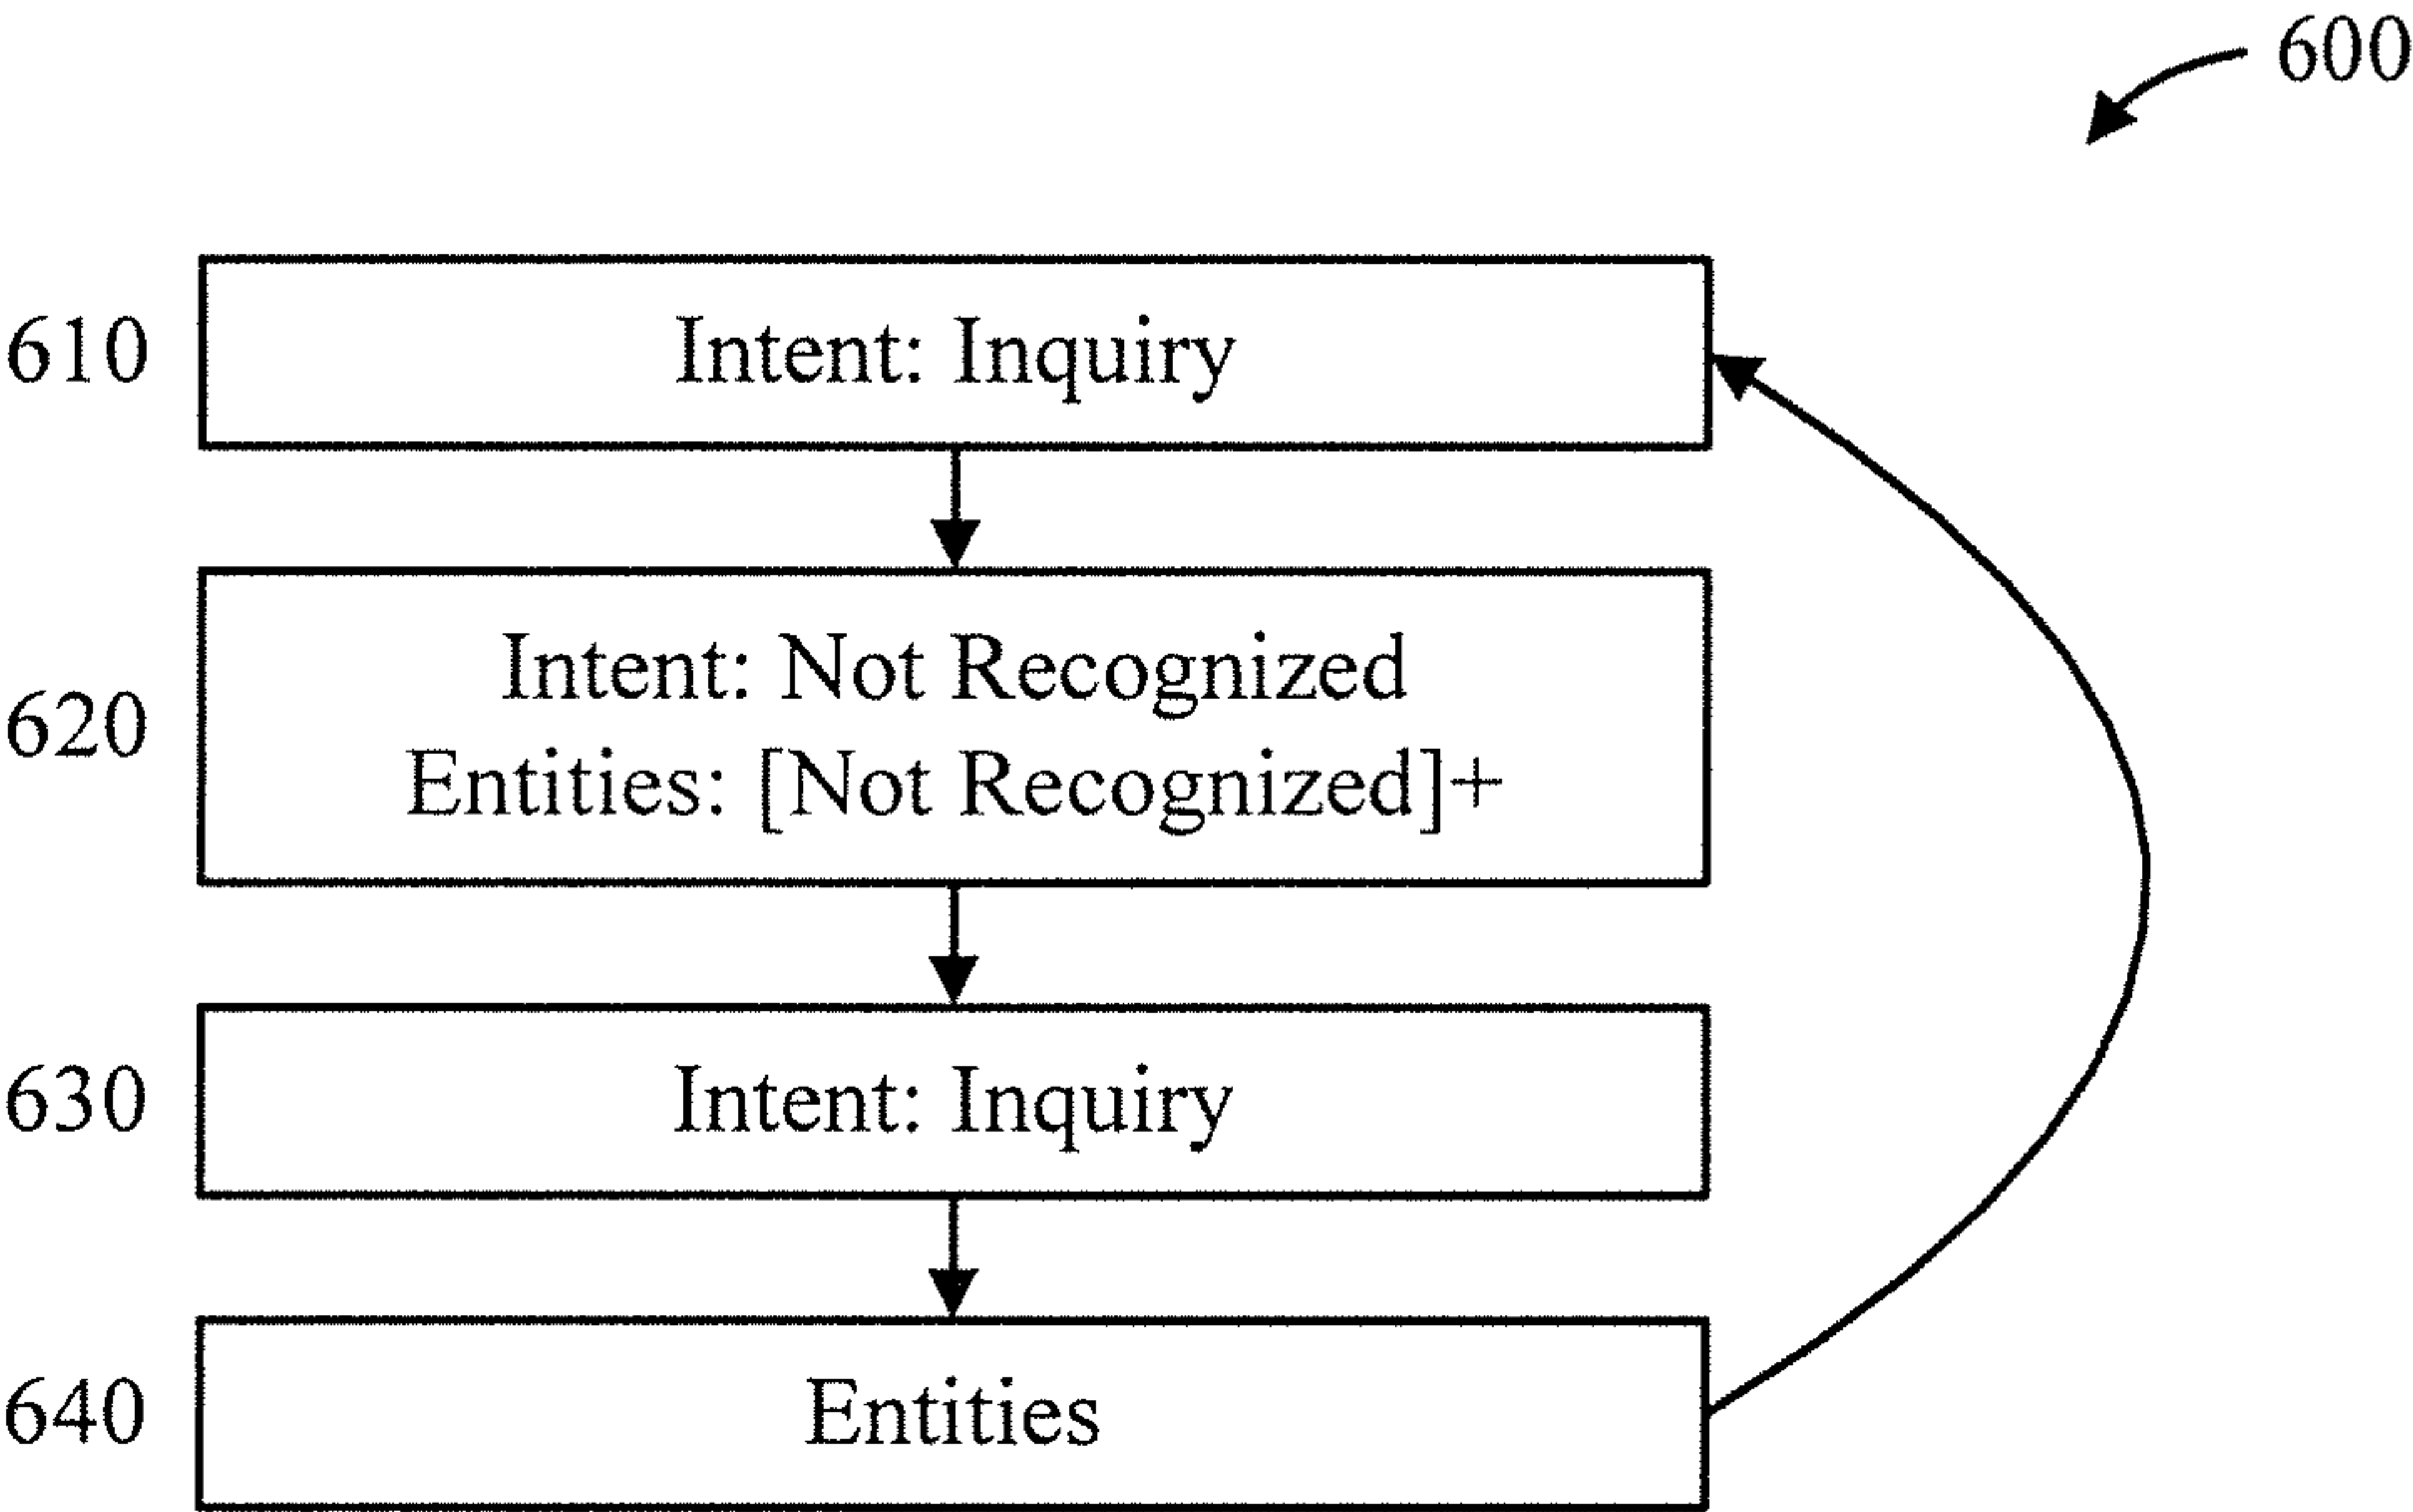 600
610
Intent: Inquiry
620
Intent: Not Recognized
Entities: [Not Recognized]+
630
Intent: Inquiry
640
Entities